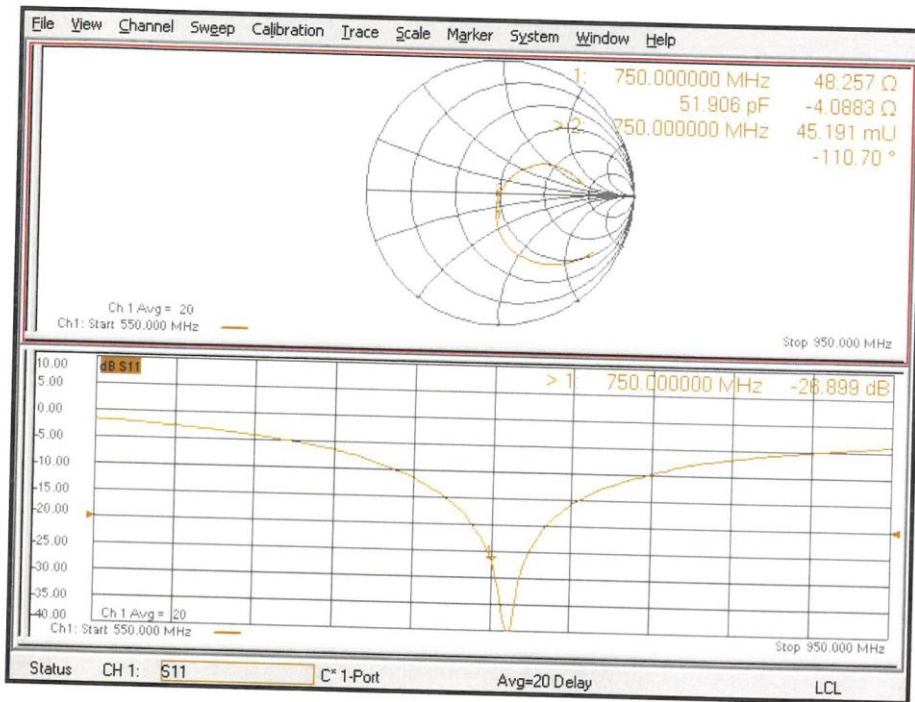 File View Channel Sweep Calibration Trace Scale Marker System Window Help
1: 750.000000 MHz 48.257 Ω
51.906 pF -4.0883 Ω
> 2: 750.000000 MHz 45.191 mU
-110.70 °
Ch 1 Avg = 20
Ch1: Start 550.000 MHz
Stop 950.000 MHz
dB S11
> 1: 750.000000 MHz -26.899 dB
10.00
5.00
0.00
-5.00
-10.00
-15.00
-20.00
-25.00
-30.00
-35.00
-40.00
Ch 1 Avg = 20
Ch1: Start 550.000 MHz
Stop 950.000 MHz
Status CH 1: S11 C* 1-Port Avg=20 Delay LCL